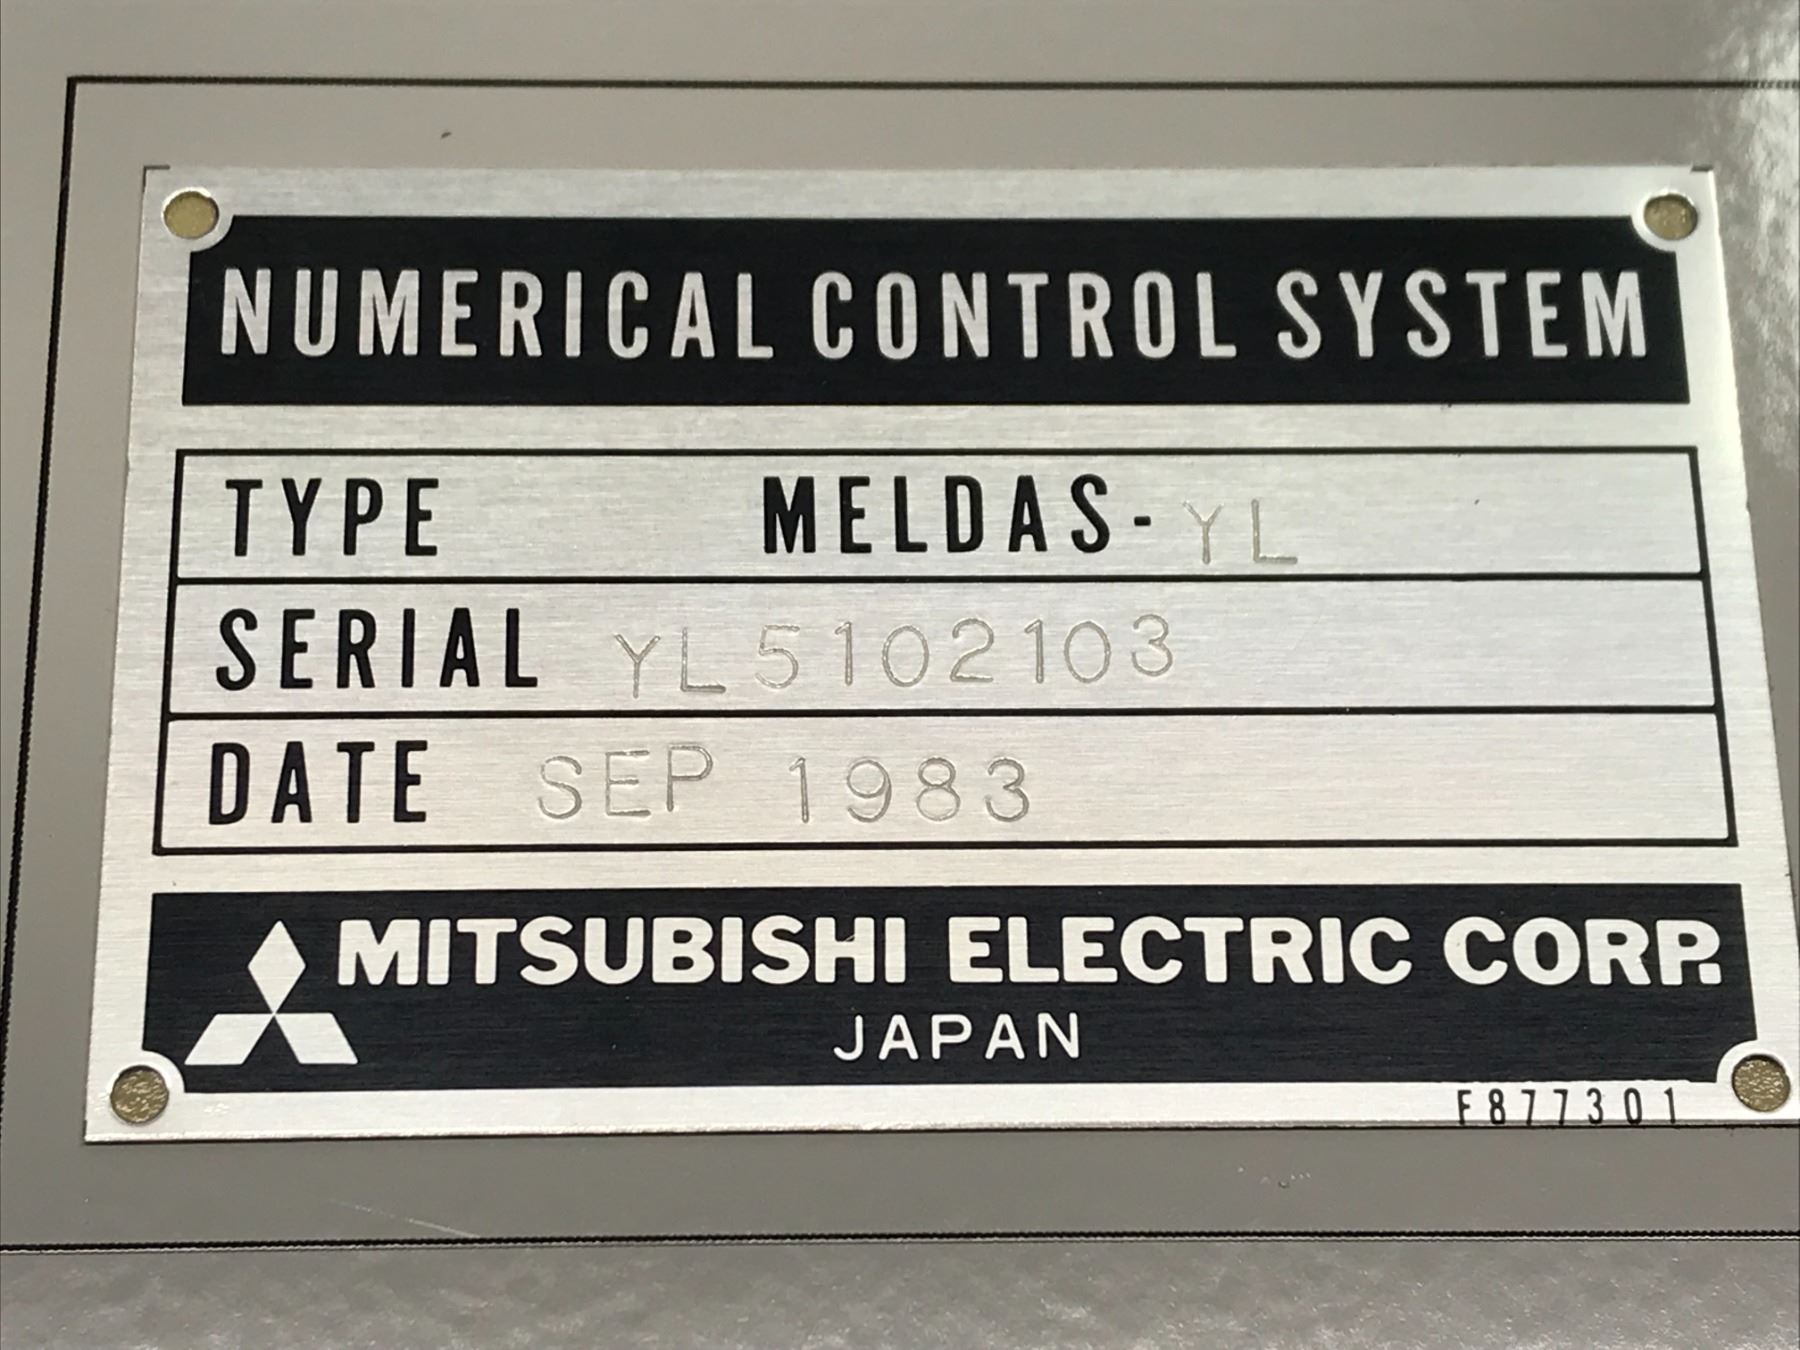 NUMERICAL CONTROL SYSTEM
TYPE MELDAS-YL
SERIAL YL5102103
DATE SEP 1983
MITSUBISHI ELECTRIC CORP.
JAPAN
F877301